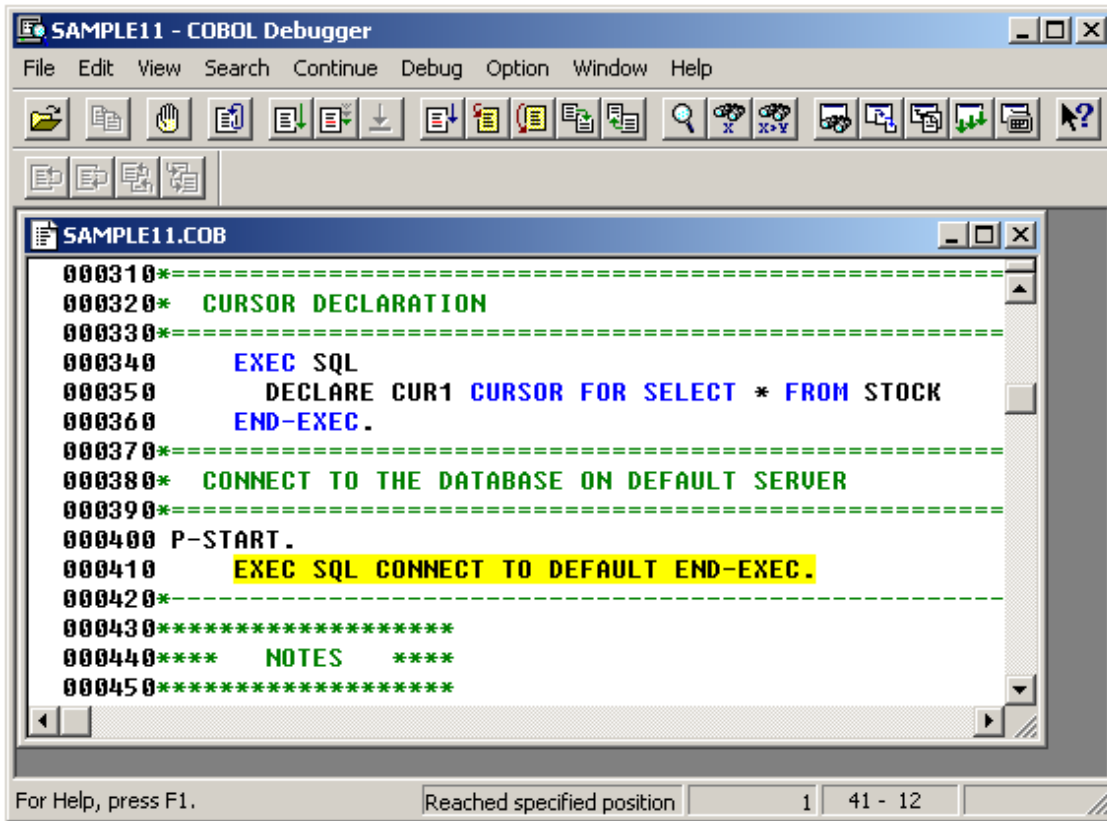 SAMPLE11 - COBOL Debugger
File Edit View Search Continue Debug Option Window Help
X X>Y ?
SAMPLE11.COB
000310*=====================================================
000320*  CURSOR DECLARATION
000330*=====================================================
000340     EXEC SQL
000350       DECLARE CUR1 CURSOR FOR SELECT * FROM STOCK
000360     END-EXEC.
000370*=====================================================
000380*  CONNECT TO THE DATABASE ON DEFAULT SERVER
000390*=====================================================
000400 P-START.
000410     EXEC SQL CONNECT TO DEFAULT END-EXEC.
000420*-----------------------------------------------------
000430*******************
000440****   NOTES   ****
000450*******************
For Help, press F1. Reached specified position 1 41 - 12